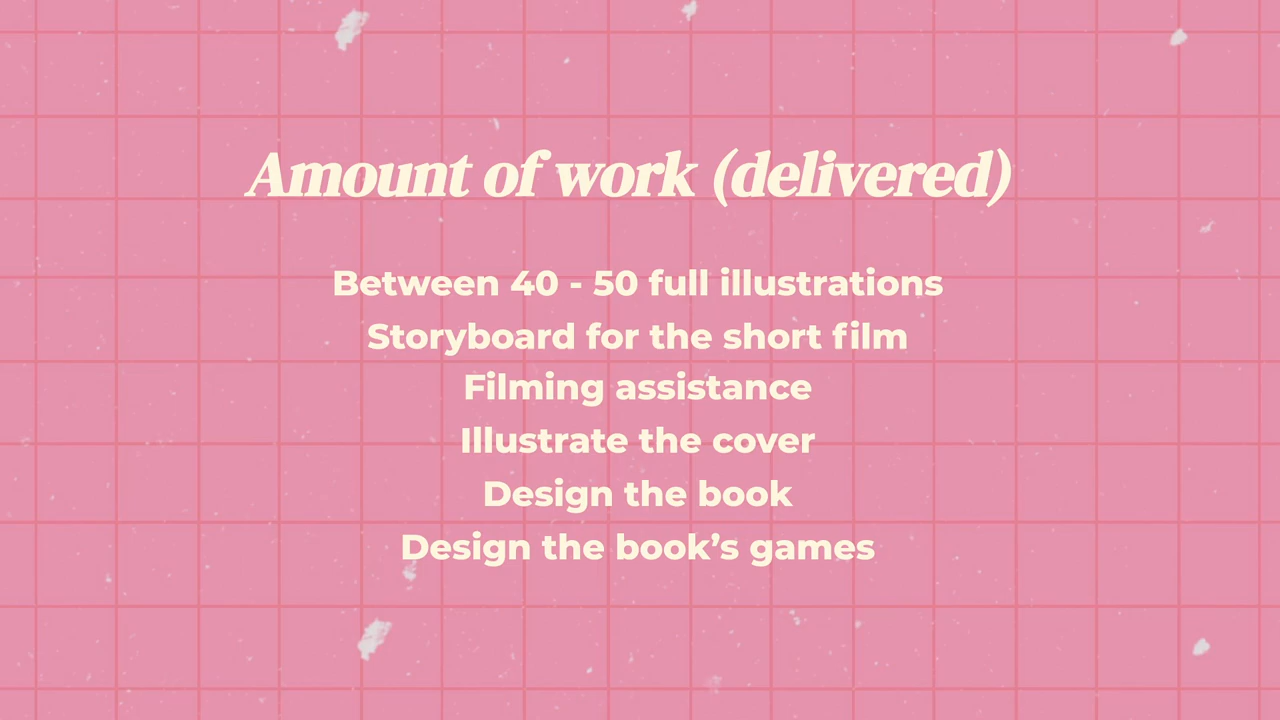 Amount of work (delivered)
Between 40 - 50 full illustrations
Storyboard for the short film
Filming assistance
Illustrate the cover
Design the book
Design the book’s games